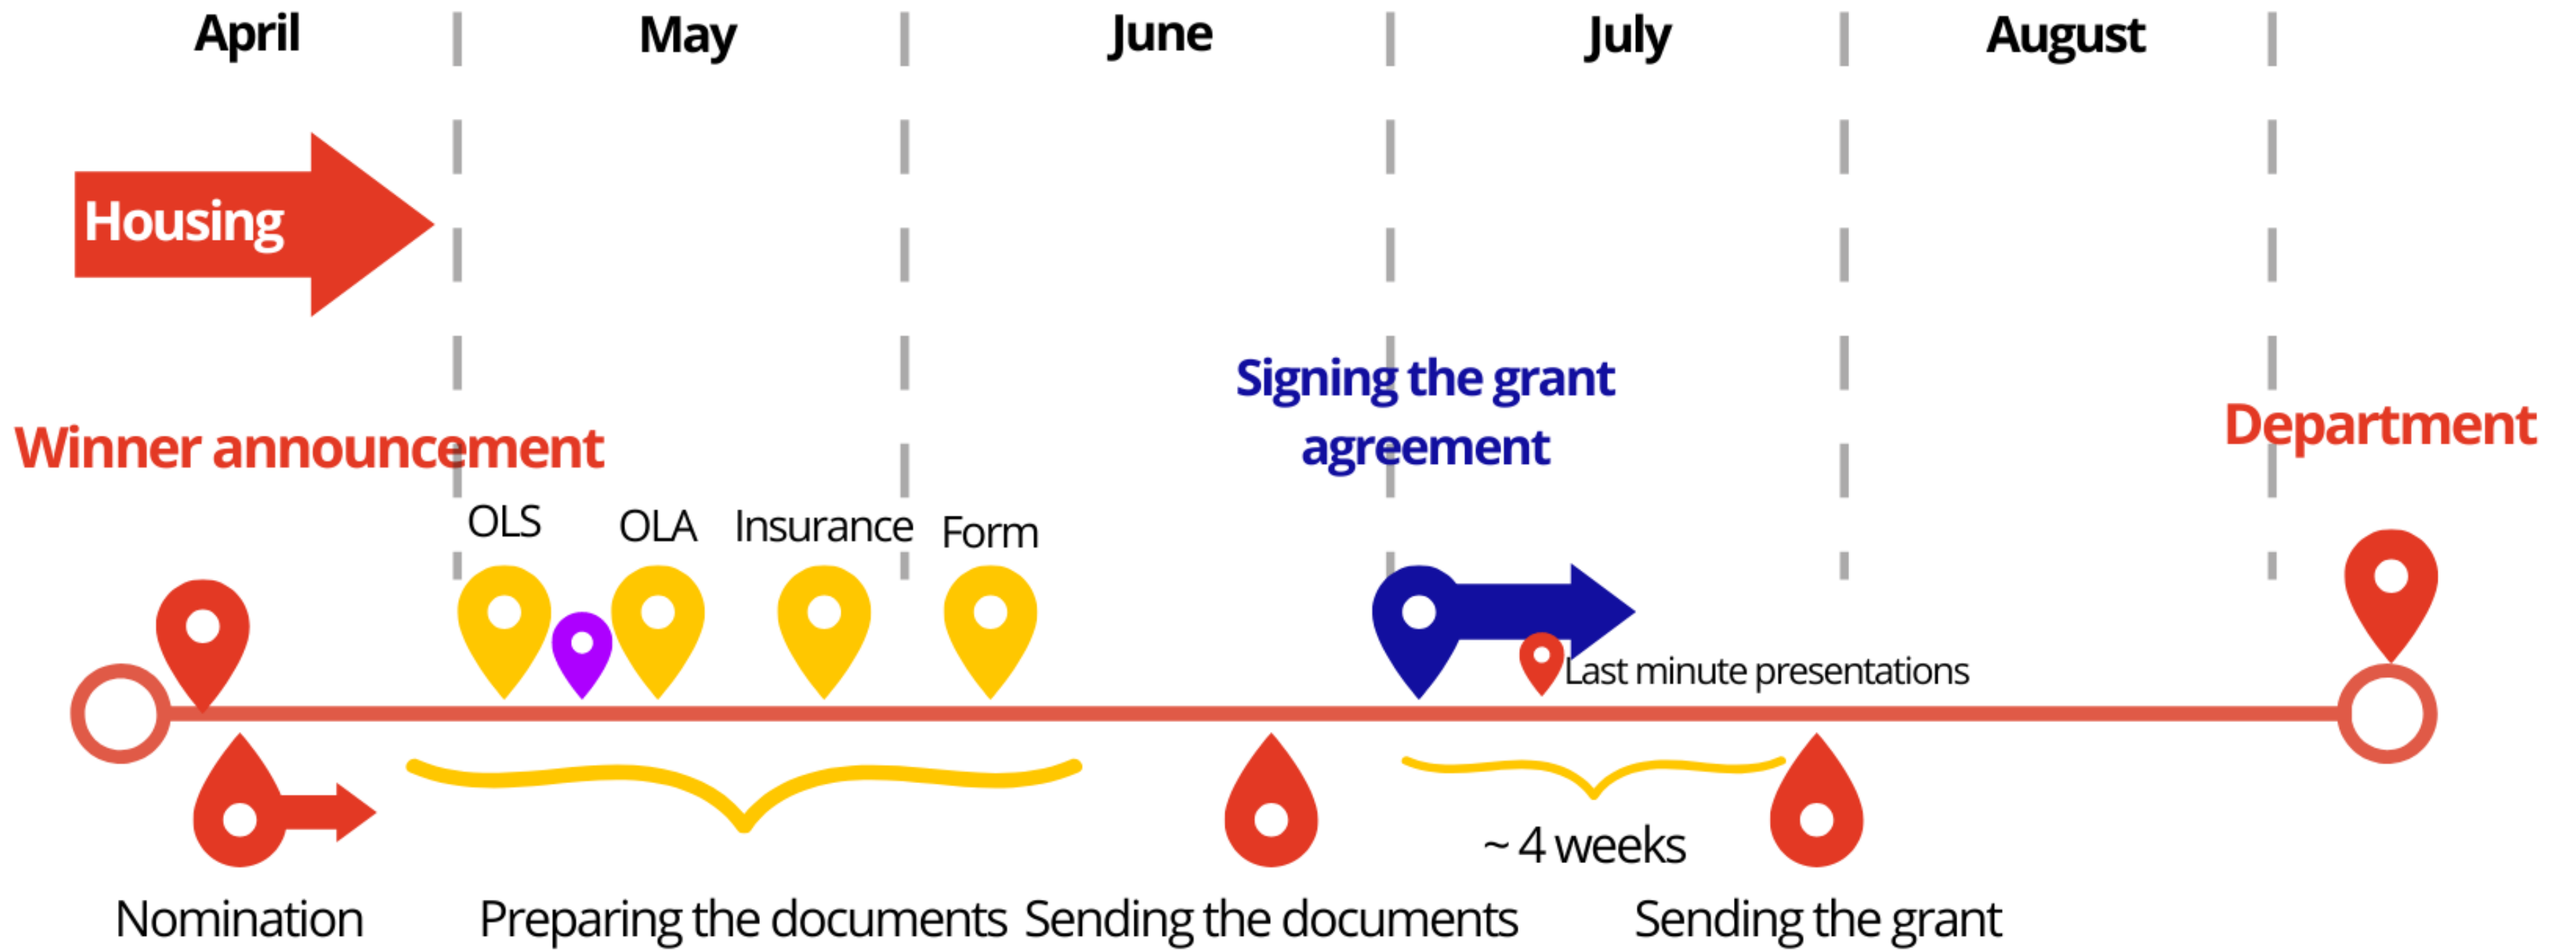 April
May
June
July
August
Housing
Signing the grant
agreement
Winner announcement
Department
OLS
OLA
Insurance
Form
Last minute presentations
~ 4 weeks
Nomination
Preparing the documents
Sending the documents
Sending the grant